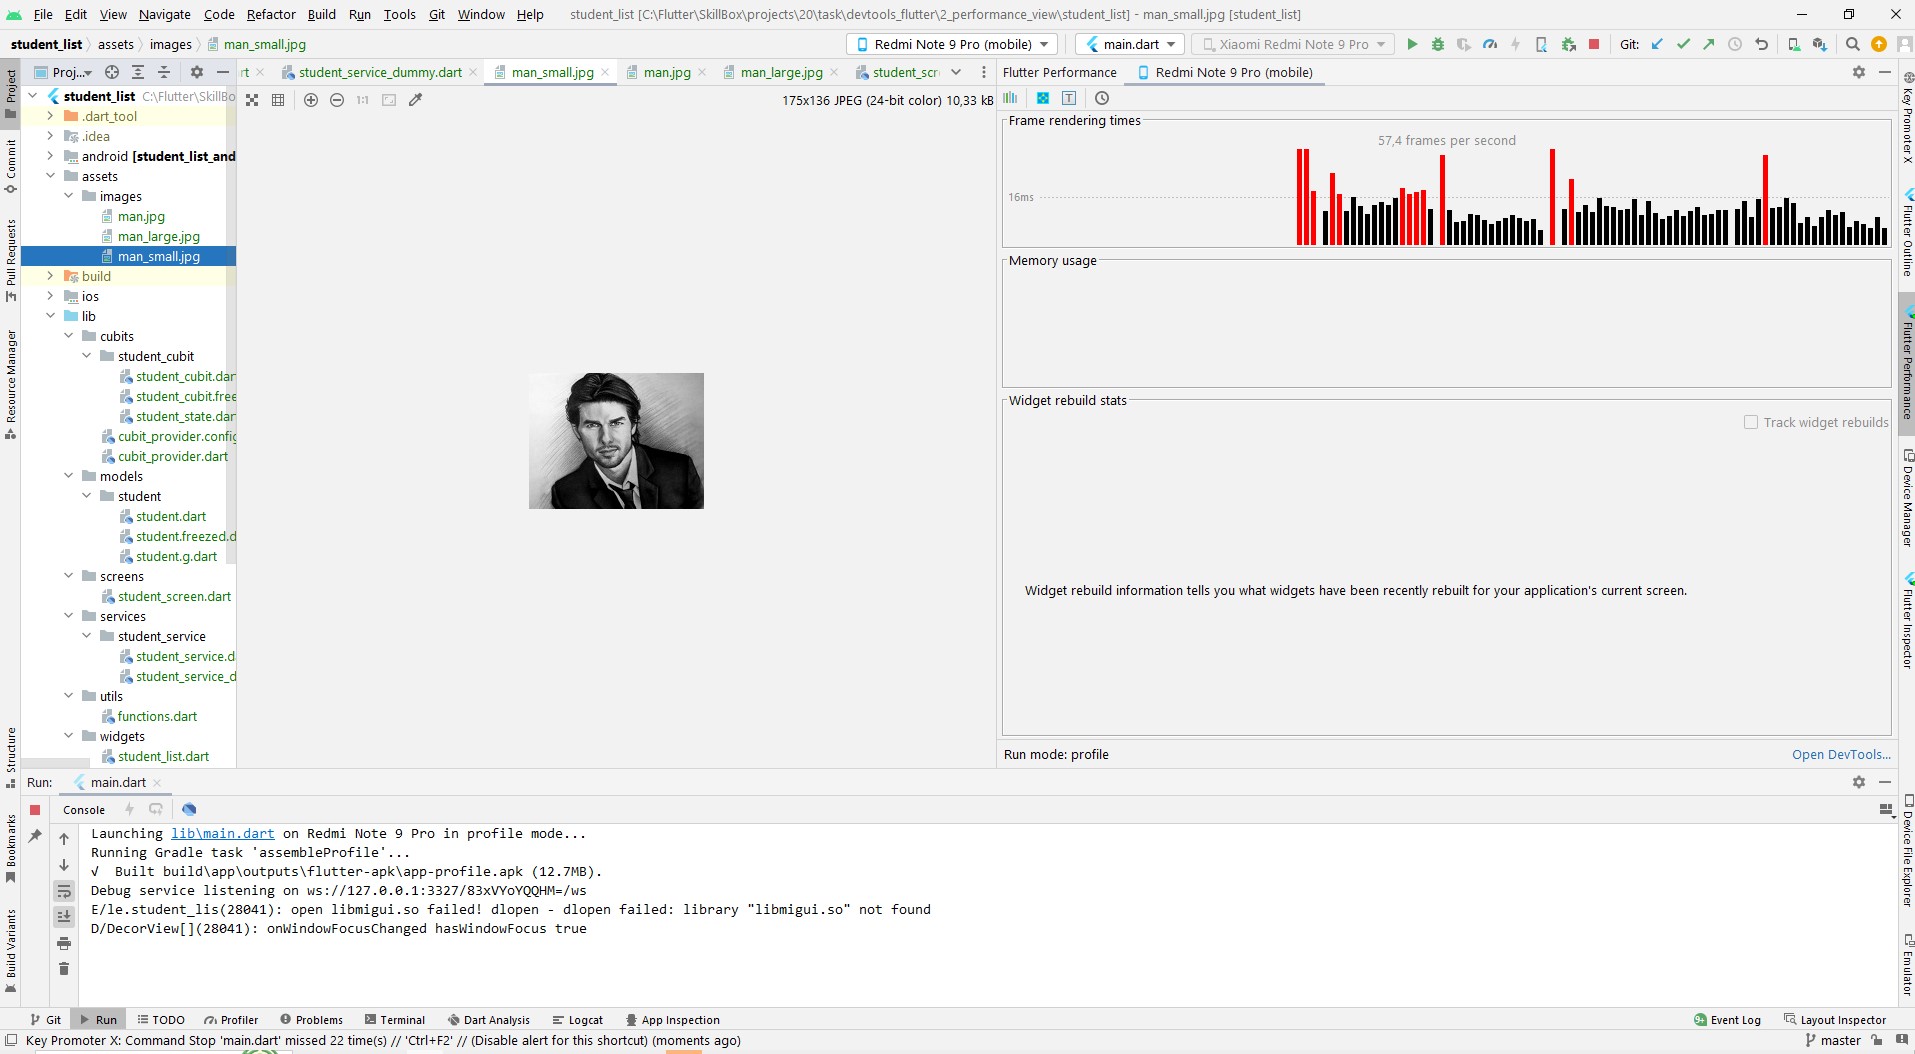 File Edit View Navigate Code Refactor Build Run Tools Git Window Help student_list [C:\Flutter\SkillBox\projects\20\task\devtools_flutter\2_performance_view\student_list] - man_small.jpg [student_list]
student_list assets images man_small.jpg Redmi Note 9 Pro (mobile) main.dart Xiaomi Redmi Note 9 Pro Git:
Proj... rt student_service_dummy.dart man_small.jpg man.jpg man_large.jpg student_scr Flutter Performance Redmi Note 9 Pro (mobile)
student_list C:\Flutter\SkillBo
175x136 JPEG (24-bit color) 10,33 kB
.dart_tool
.idea
android [student_list_and
assets
images
man.jpg
man_large.jpg
man_small.jpg
build
ios
lib
cubits
student_cubit
student_cubit.dar
student_cubit.free
student_state.dar
cubit_provider.config
cubit_provider.dart
models
student
student.dart
student.freezed.d
student.g.dart
screens
student_screen.dart
services
student_service
student_service.d
student_service_d
utils
functions.dart
widgets
student_list.dart
Frame rendering times
57,4 frames per second
16ms
Memory usage
Widget rebuild stats
Track widget rebuilds
Widget rebuild information tells you what widgets have been recently rebuilt for your application's current screen.
Run mode: profile Open DevTools...
Project
Commit
Pull Requests
Resource Manager
Structure
Bookmarks
Build Variants
Key Promoter X
Flutter Outline
Flutter Performance
Device Manager
Flutter Inspector
Device File Explorer
Emulator
Run: main.dart
Console
Launching lib\main.dart on Redmi Note 9 Pro in profile mode...
Running Gradle task 'assembleProfile'...
√ Built build\app\outputs\flutter-apk\app-profile.apk (12.7MB).
Debug service listening on ws://127.0.0.1:3327/83xVYoYQQHM=/ws
E/le.student_lis(28041): open libmigui.so failed! dlopen - dlopen failed: library "libmigui.so" not found
D/DecorView[](28041): onWindowFocusChanged hasWindowFocus true
Git Run TODO Profiler Problems Terminal Dart Analysis Logcat App Inspection Event Log Layout Inspector
Key Promoter X: Command Stop 'main.dart' missed 22 time(s) // 'Ctrl+F2' // (Disable alert for this shortcut) (moments ago) master